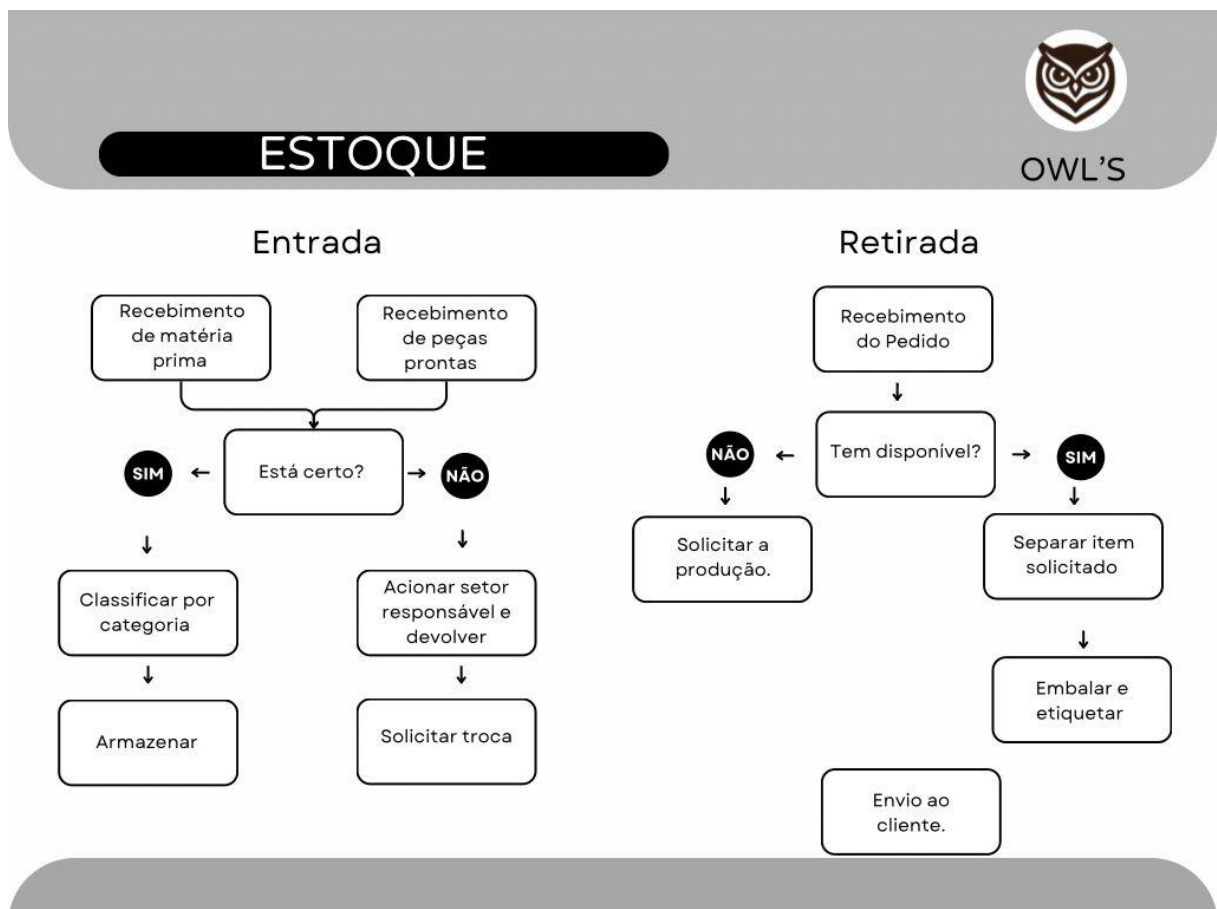 ESTOQUE
OWL'S
Entrada
Recebimento
de matéria
prima
Recebimento
de peças
prontas
Está certo?
SIM
NÃO
Classificar por
categoria
Acionar setor
responsável e
devolver
Armazenar
Solicitar troca
Retirada
Recebimento
do Pedido
Tem disponível?
NÃO
SIM
Solicitar a
produção.
Separar item
solicitado
Embalar e
etiquetar
Envio ao
cliente.